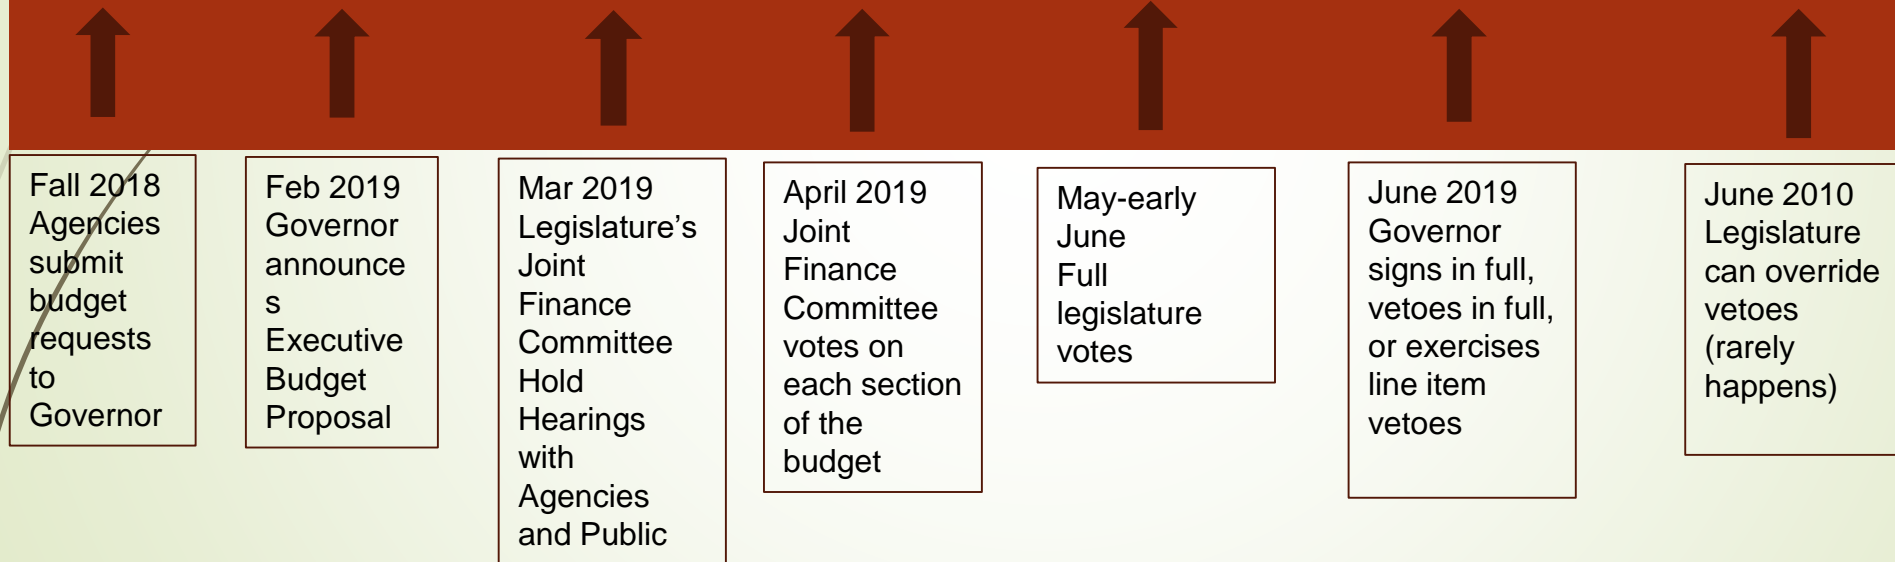 Fall 2018
Agencies
submit
budget
requests
to
Governor
Feb 2019
Governor
announce
s
Executive
Budget
Proposal
Mar 2019
Legislature’s
Joint
Finance
Committee
Hold
Hearings
with
Agencies
and Public
April 2019
Joint
Finance
Committee
votes on
each section
of the
budget
May-early
June
Full
legislature
votes
June 2019
Governor
signs in full,
vetoes in full,
or exercises
line item
vetoes
June 2010
Legislature
can override
vetoes
(rarely
happens)